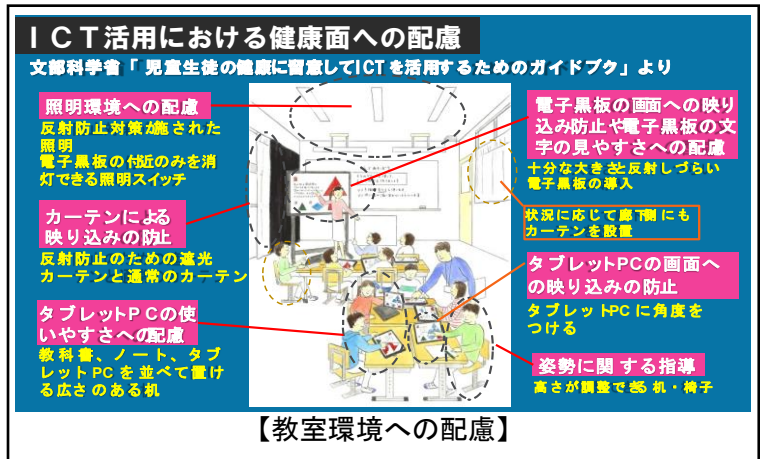 ＩＣＴ活用における健康面への配慮
文部科学省「児童生徒の健康に留意してICTを活用するためのガイドブック」より
照明環境への配慮
反射防止対策が施された
照明
電子黒板の付近のみを消
灯できる照明スイッチ
カーテンによる
映り込みの防止
反射防止のための遮光
カーテンと通常のカーテン
タブレットＰＣの使
いやすさへの配慮
教科書、ノート、タブ
レットPCを並べて置け
る広さのある机
電子黒板の画面への映り
込み防止や電子黒板の文
字の見やすさへの配慮
十分な大きさと反射しづらい
電子黒板の導入
状況に応じて廊下側にも
カーテンを設置
タブレットPCの画面へ
の映り込みの防止
タブレットPCに角度を
つける
姿勢に関する指導
高さが調整できる机・椅子
【教室環境への配慮】